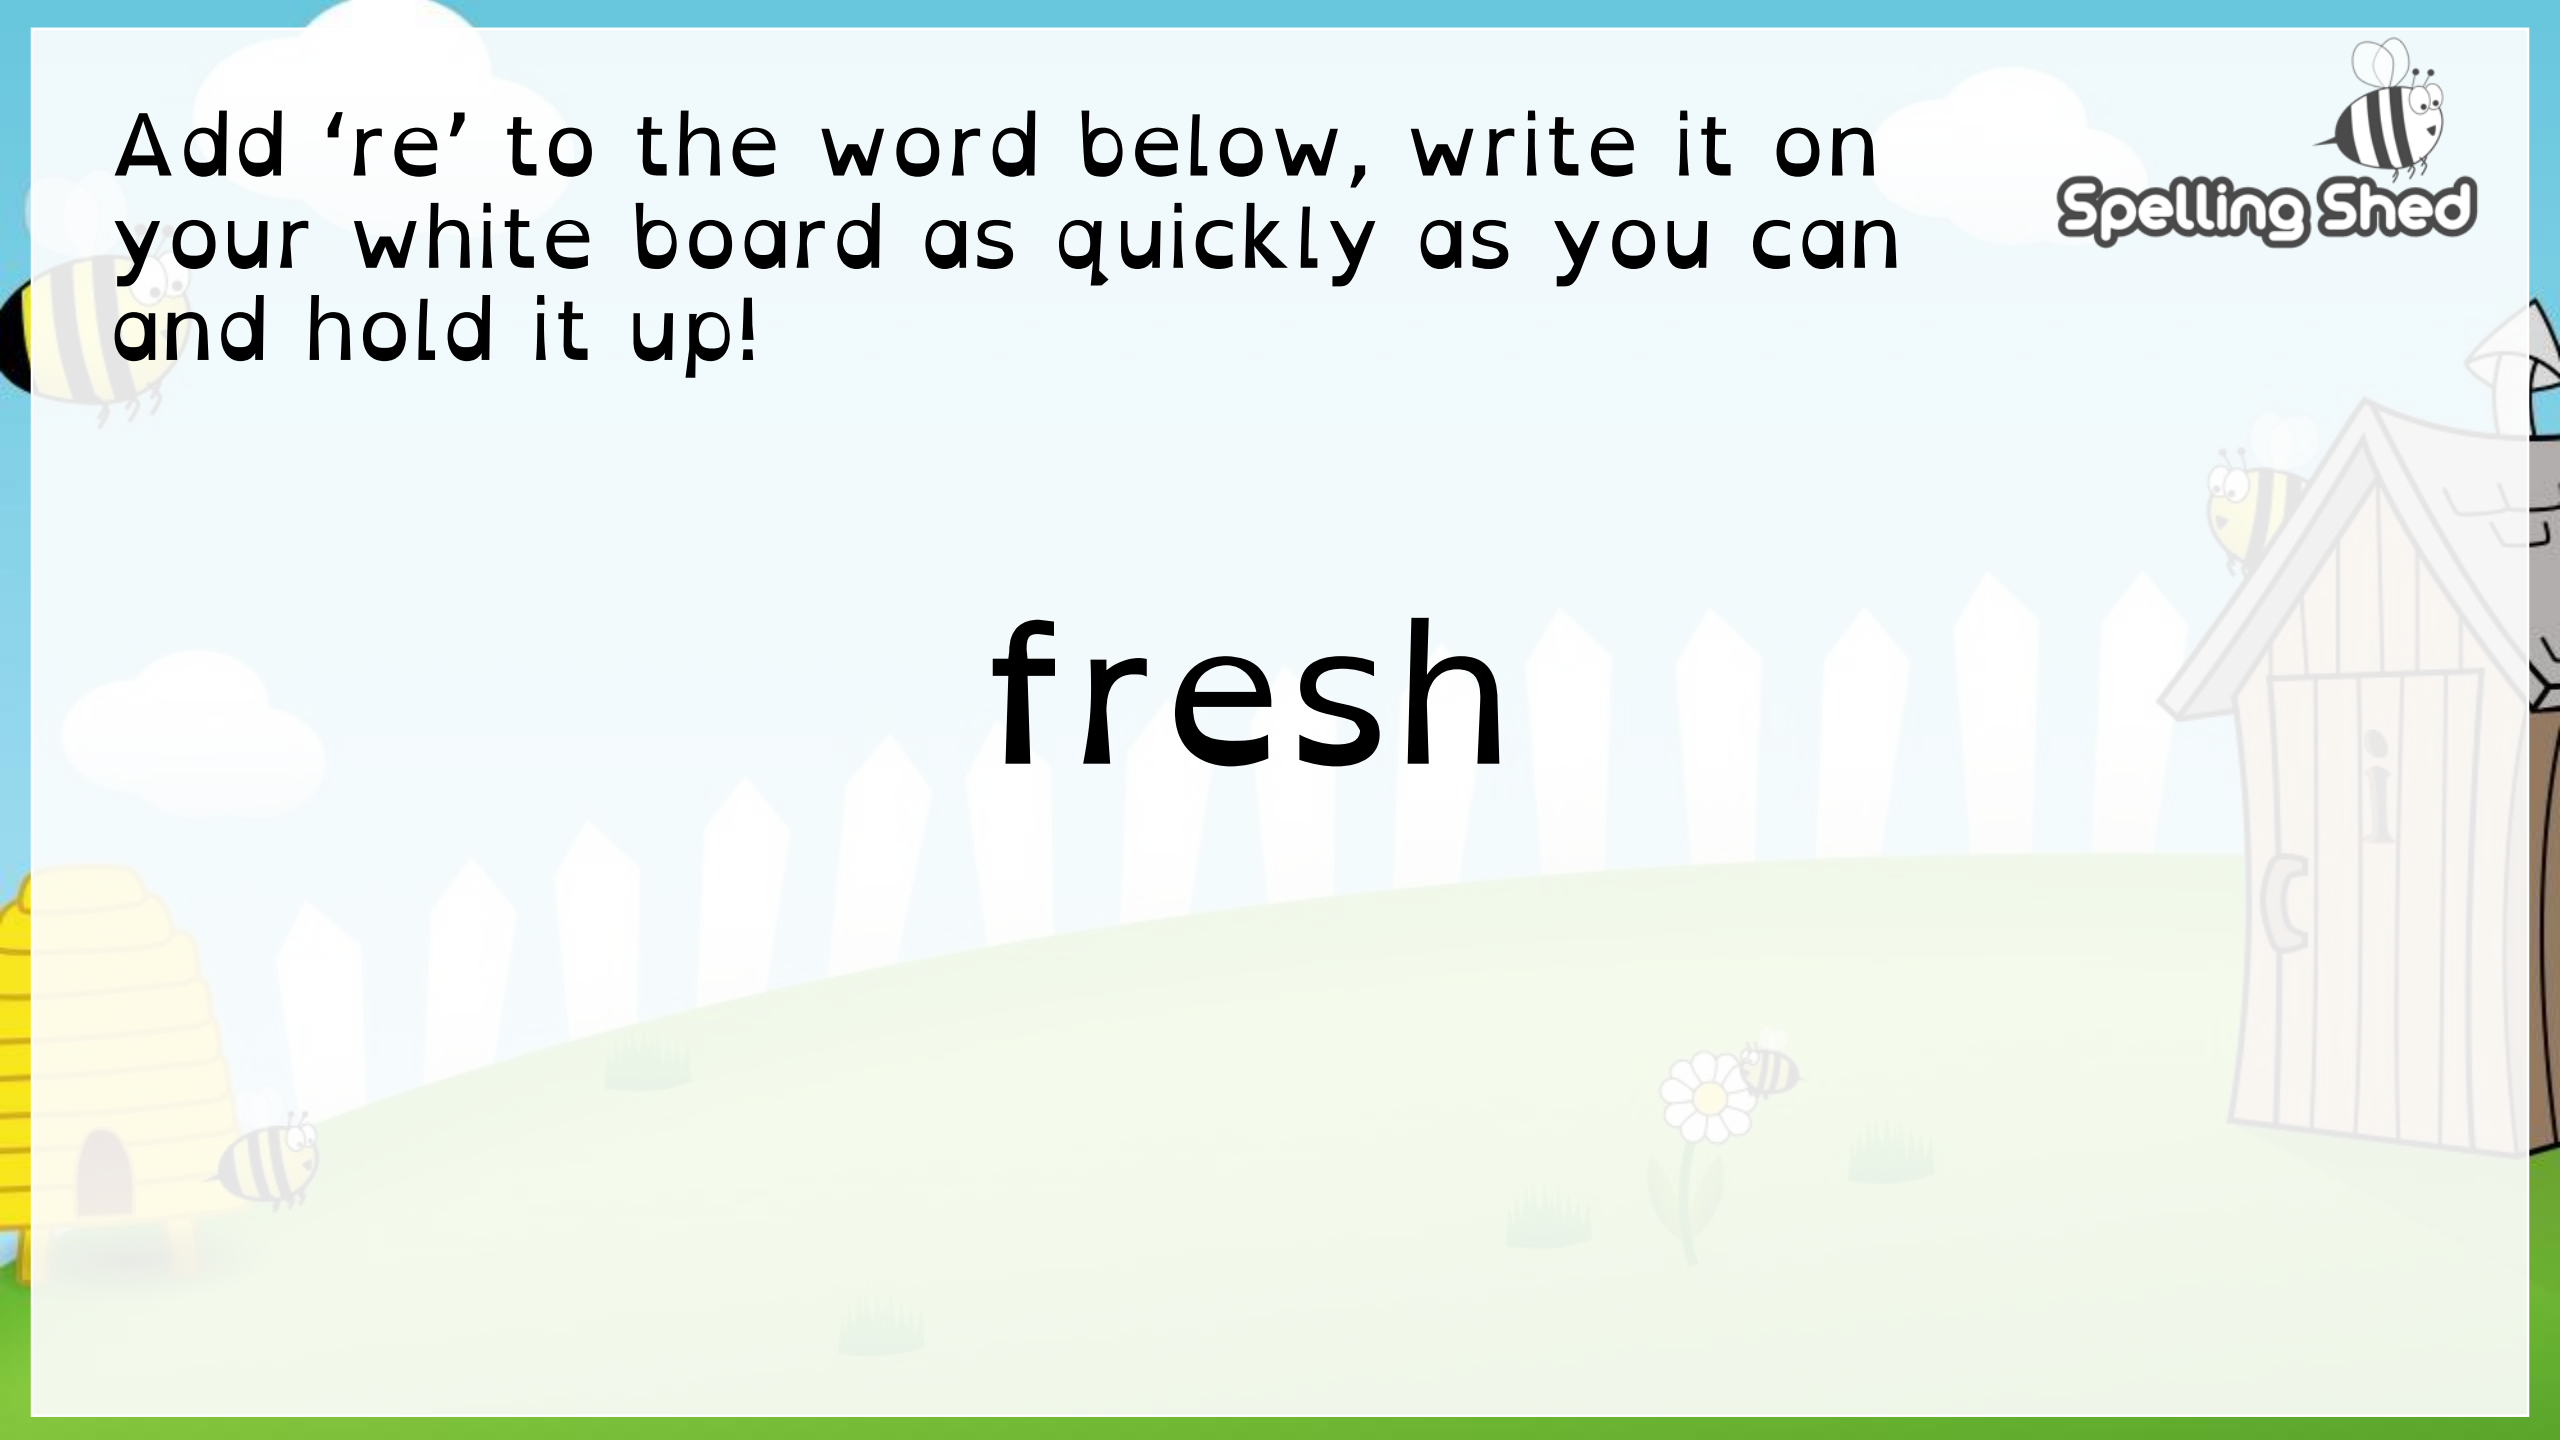 Add ‘re’ to the word below, write it on
your white board as quickly as you can
and hold it up!
Spelling Shed
fresh
i